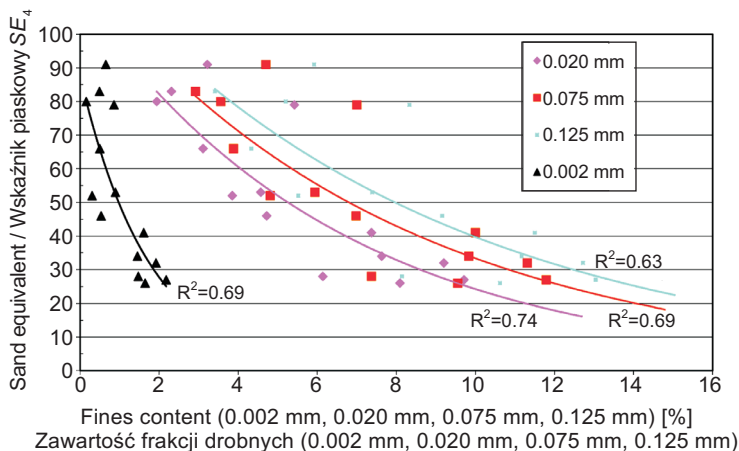 Sand equivalent / Wskaźnik piaskowy SE4
100
90
80
70
60
50
40
30
20
10
0
0 2 4 6 8 10 12 14 16
0.020 mm
0.075 mm
0.125 mm
0.002 mm
R2=0.63
R2=0.69
R2=0.74
R2=0.69
Fines content (0.002 mm, 0.020 mm, 0.075 mm, 0.125 mm) [%]
Zawartość frakcji drobnych (0.002 mm, 0.020 mm, 0.075 mm, 0.125 mm)